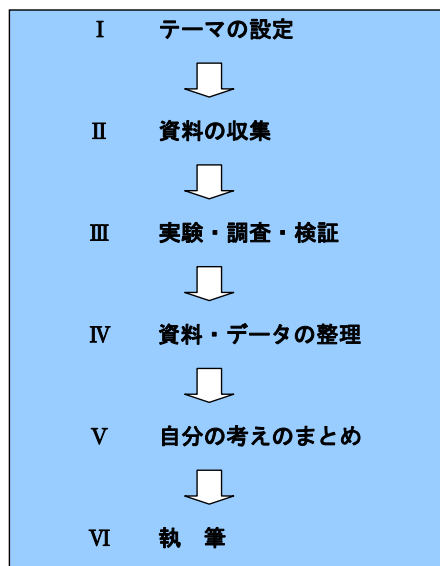 Ⅰ テーマの設定
Ⅱ 資料の収集
Ⅲ 実験・調査・検証
Ⅳ 資料・データの整理
Ⅴ 自分の考えのまとめ
Ⅵ 執 筆